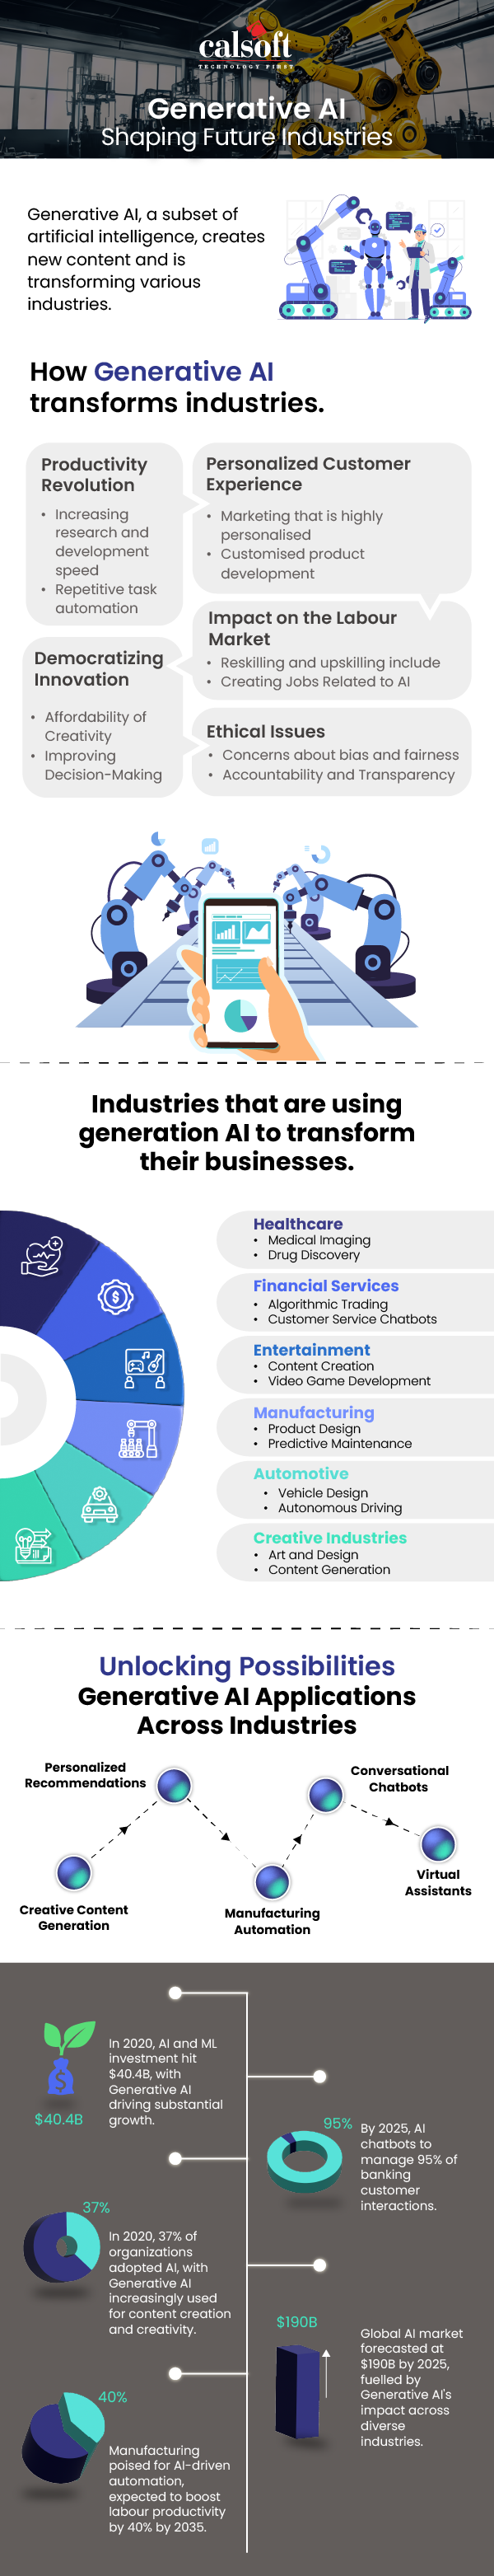 calsoft
TECHNOLOGY FIRST
Generative AI
Shaping Future Industries
Generative AI, a subset of
artificial intelligence, creates
new content and is
transforming various
industries.
How Generative AI
transforms industries.
Productivity
Revolution
• Increasing
research and
development
speed
• Repetitive task
automation
Personalized Customer
Experience
• Marketing that is highly
personalised
• Customised product
development
Impact on the Labour
Market
• Reskilling and upskilling include
• Creating Jobs Related to AI
Democratizing
Innovation
• Affordability of
Creativity
• Improving
Decision-Making
Ethical Issues
• Concerns about bias and fairness
• Accountability and Transparency
Industries that are using
generation AI to transform
their businesses.
Healthcare
• Medical Imaging
• Drug Discovery
Financial Services
• Algorithmic Trading
• Customer Service Chatbots
Entertainment
• Content Creation
• Video Game Development
Manufacturing
• Product Design
• Predictive Maintenance
Automotive
• Vehicle Design
• Autonomous Driving
Creative Industries
• Art and Design
• Content Generation
Unlocking Possibilities
Generative AI Applications
Across Industries
Personalized
Recommendations
Conversational
Chatbots
Virtual
Assistants
Creative Content
Generation
Manufacturing
Automation
$40.4B
In 2020, AI and ML
investment hit
$40.4B, with
Generative AI
driving substantial
growth.
95%
By 2025, AI
chatbots to
manage 95% of
banking
customer
interactions.
37%
In 2020, 37% of
organizations
adopted AI, with
Generative AI
increasingly used
for content creation
and creativity.
$190B
Global AI market
forecasted at
$190B by 2025,
fuelled by
Generative AI's
impact across
diverse
industries.
40%
Manufacturing
poised for AI-driven
automation,
expected to boost
labour productivity
by 40% by 2035.